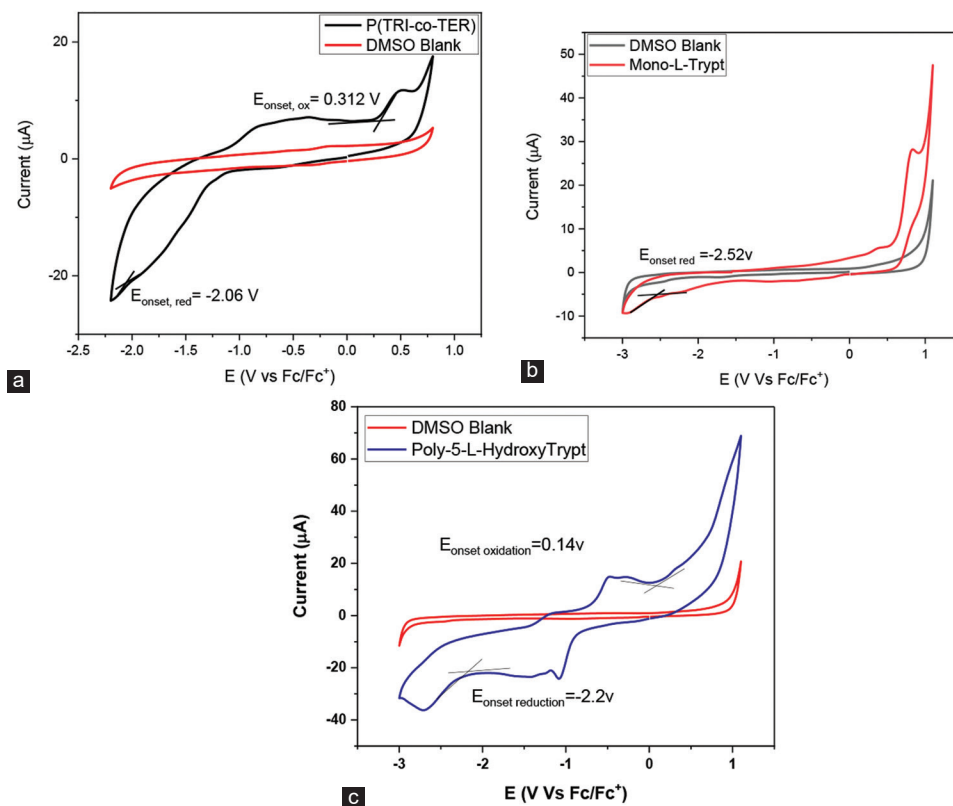 P(TRI-co-TER)
DMSO Blank
20
0
-20
Current (µA)
Eonset, ox= 0.312 V
Eonset, red= -2.06 V
-2.5 -2.0 -1.5 -1.0 -0.5 0.0 0.5 1.0
E (V vs Fc/Fc+)
a
DMSO Blank
Mono-L-Trypt
50
40
30
20
10
0
-10
Current (µA)
Eonset red =-2.52v
-3 -2 -1 0 1
E (V Vs Fc/Fc+)
b
DMSO Blank
Poly-5-L-HydroxyTrypt
80
60
40
20
0
-20
-40
Current (µA)
Eonset oxidation=0.14v
Eonset reduction=-2.2v
-3 -2 -1 0 1
E (V Vs Fc/Fc+)
c